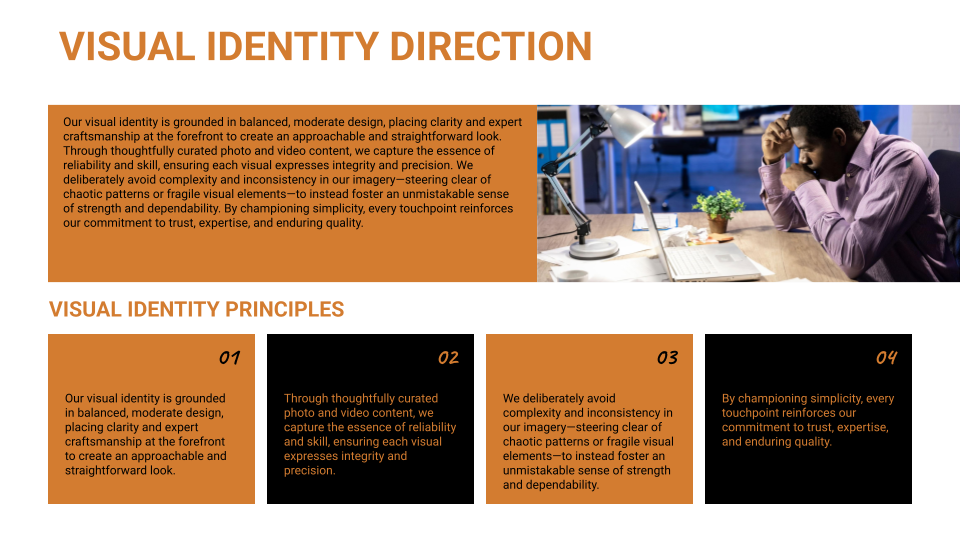 VISUAL IDENTITY DIRECTION
Our visual identity is grounded in balanced, moderate design, placing clarity and expert
craftsmanship at the forefront to create an approachable and straightforward look.
Through thoughtfully curated photo and video content, we capture the essence of
reliability and skill, ensuring each visual expresses integrity and precision. We
deliberately avoid complexity and inconsistency in our imagery—steering clear of
chaotic patterns or fragile visual elements—to instead foster an unmistakable sense
of strength and dependability. By championing simplicity, every touchpoint reinforces
our commitment to trust, expertise, and enduring quality.
VISUAL IDENTITY PRINCIPLES
01
Our visual identity is grounded
in balanced, moderate design,
placing clarity and expert
craftsmanship at the forefront
to create an approachable and
straightforward look.
02
Through thoughtfully curated
photo and video content, we
capture the essence of reliability
and skill, ensuring each visual
expresses integrity and
precision.
03
We deliberately avoid
complexity and inconsistency in
our imagery—steering clear of
chaotic patterns or fragile visual
elements—to instead foster an
unmistakable sense of strength
and dependability.
04
By championing simplicity, every
touchpoint reinforces our
commitment to trust, expertise,
and enduring quality.